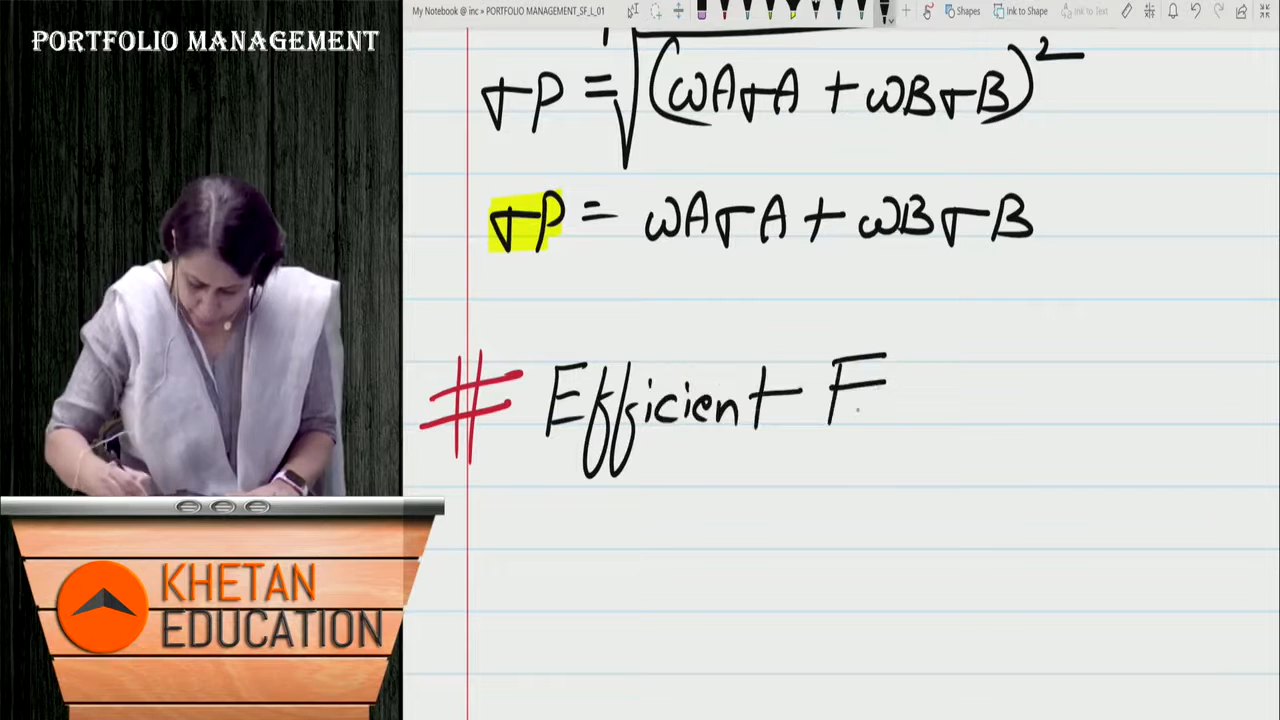 PORTFOLIO MANAGEMENT
My Notebook @ inc » PORTFOLIO MANAGEMENT_SF_L_01
Shapes
Ink to Shape
Ink to Text
σP = √(ωAσA + ωBσB)²
σP = ωAσA + ωBσB
# Efficient F
KHETAN
EDUCATION